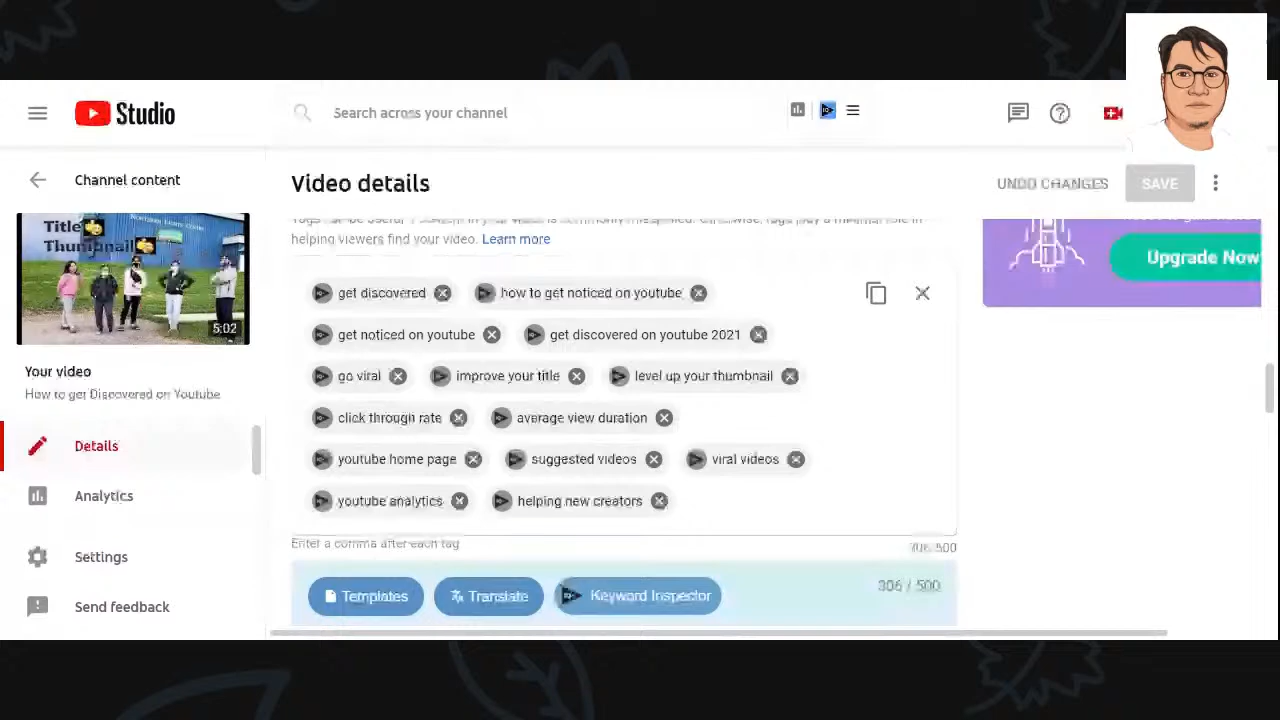 Studio
Search across your channel
Channel content
Video details
UNDO CHANGES
SAVE
helping viewers find your video. Learn more
Upgrade Now
Title
Thumbnail
5:02
get discovered
how to get noticed on youtube
get noticed on youtube
get discovered on youtube 2021
go viral
improve your title
level up your thumbnail
click through rate
average view duration
youtube home page
suggested videos
viral videos
youtube analytics
helping new creators
Your video
How to get Discovered on Youtube
Details
Analytics
Settings
Send feedback
Enter a comma after each tag
Templates
Translate
Keyword Inspector
306 / 500